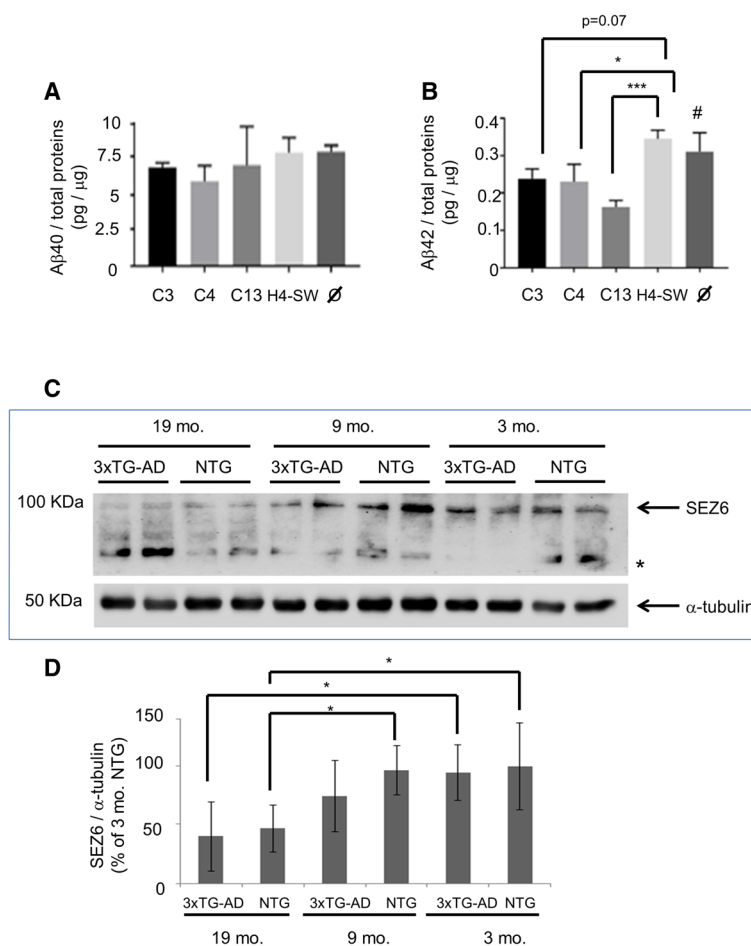 p=0.07
A
B
*
***
#
Aβ40 / total proteins
(pg / μg)
10
7.5
5
2.5
0
C3 C4 C13 H4-SW Ø
Aβ42 / total proteins
(pg / μg)
0.4
0.3
0.2
0.1
0
C3 C4 C13 H4-SW Ø
C
19 mo. 9 mo. 3 mo.
3xTG-AD NTG 3xTG-AD NTG 3xTG-AD NTG
100 KDa
SEZ6
*
50 KDa
α-tubulin
D
*
*
*
SEZ6 / α-tubulin
(% of 3 mo. NTG)
150
100
50
0
3xTG-AD NTG 3xTG-AD NTG 3xTG-AD NTG
19 mo. 9 mo. 3 mo.